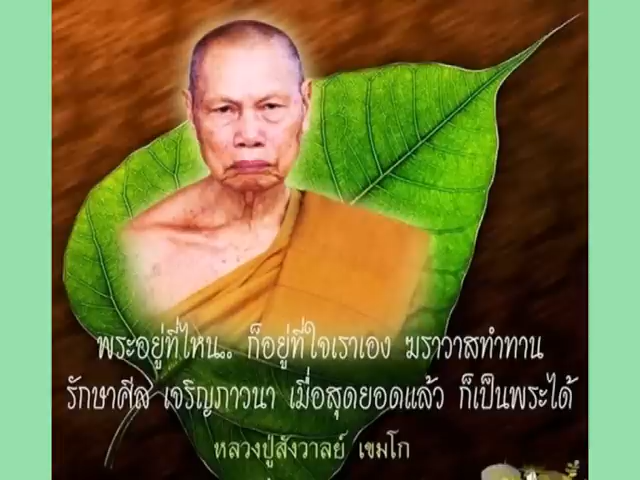 พระอยู่ที่ไหน.. ก็อยู่ที่ใจเราเอง ฆราวาสทำทาน
รักษาศีล เจริญภาวนา เมื่อสุดยอดแล้ว ก็เป็นพระได้
หลวงปู่สังวาลย์ เขมโก